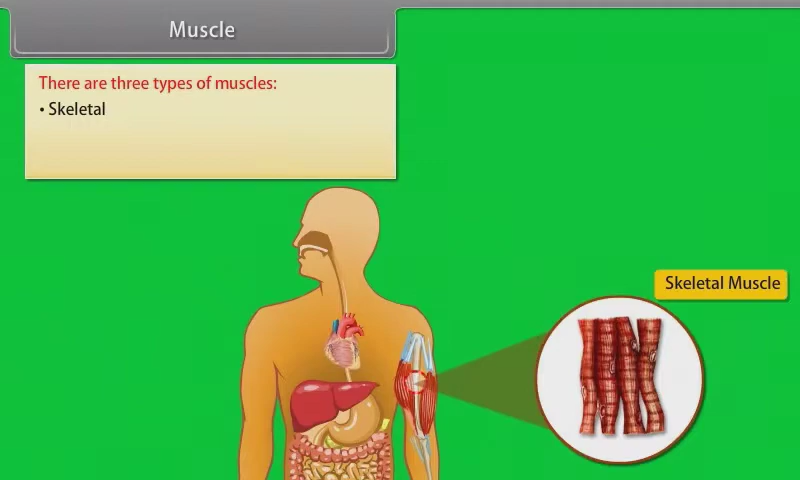 Muscle
There are three types of muscles:
• Skeletal
Skeletal Muscle